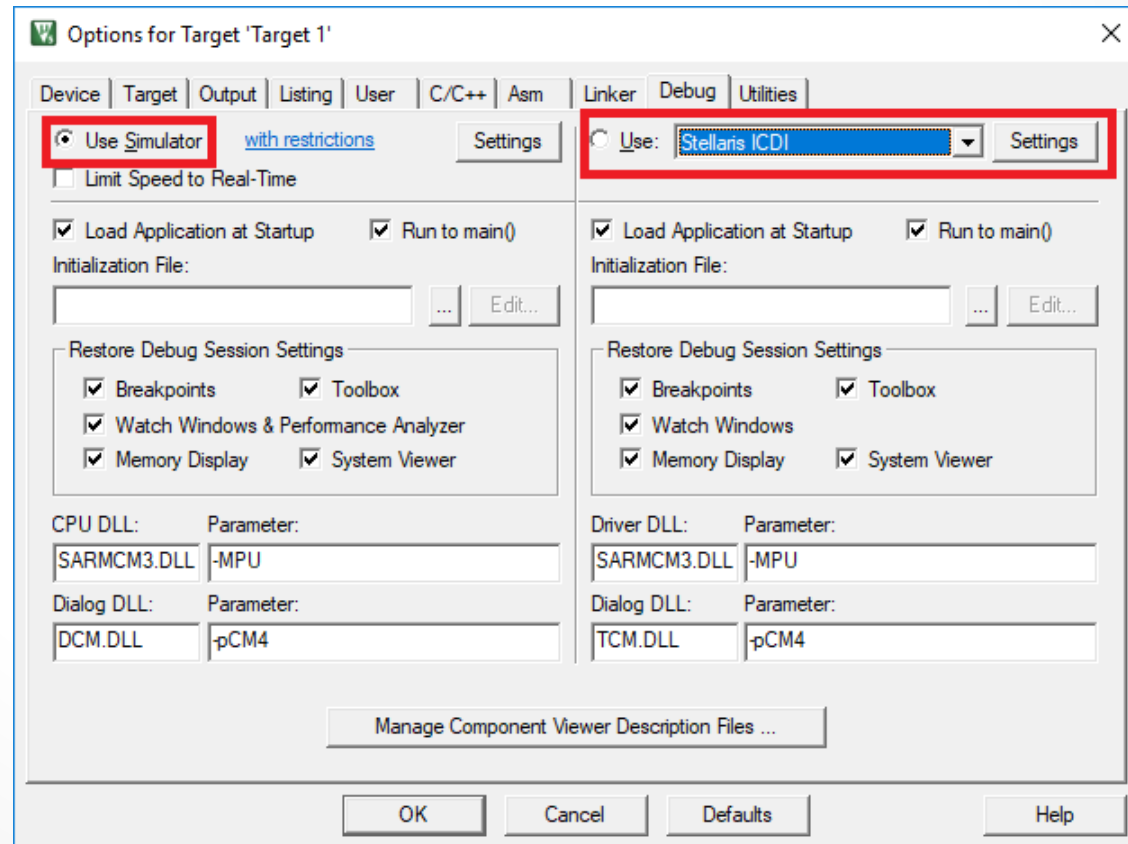 Options for Target 'Target 1'
Device Target Output Listing User C/C++ Asm Linker Debug Utilities
Use Simulator with restrictions Settings
Limit Speed to Real-Time
Load Application at Startup Run to main()
Initialization File:
... Edit...
Restore Debug Session Settings
Breakpoints Toolbox
Watch Windows & Performance Analyzer
Memory Display System Viewer
CPU DLL: Parameter:
SARMCM3.DLL -MPU
Dialog DLL: Parameter:
DCM.DLL -pCM4
Use: Stellaris ICDI Settings
Load Application at Startup Run to main()
Initialization File:
... Edit...
Restore Debug Session Settings
Breakpoints Toolbox
Watch Windows
Memory Display System Viewer
Driver DLL: Parameter:
SARMCM3.DLL -MPU
Dialog DLL: Parameter:
TCM.DLL -pCM4
Manage Component Viewer Description Files ...
OK Cancel Defaults Help